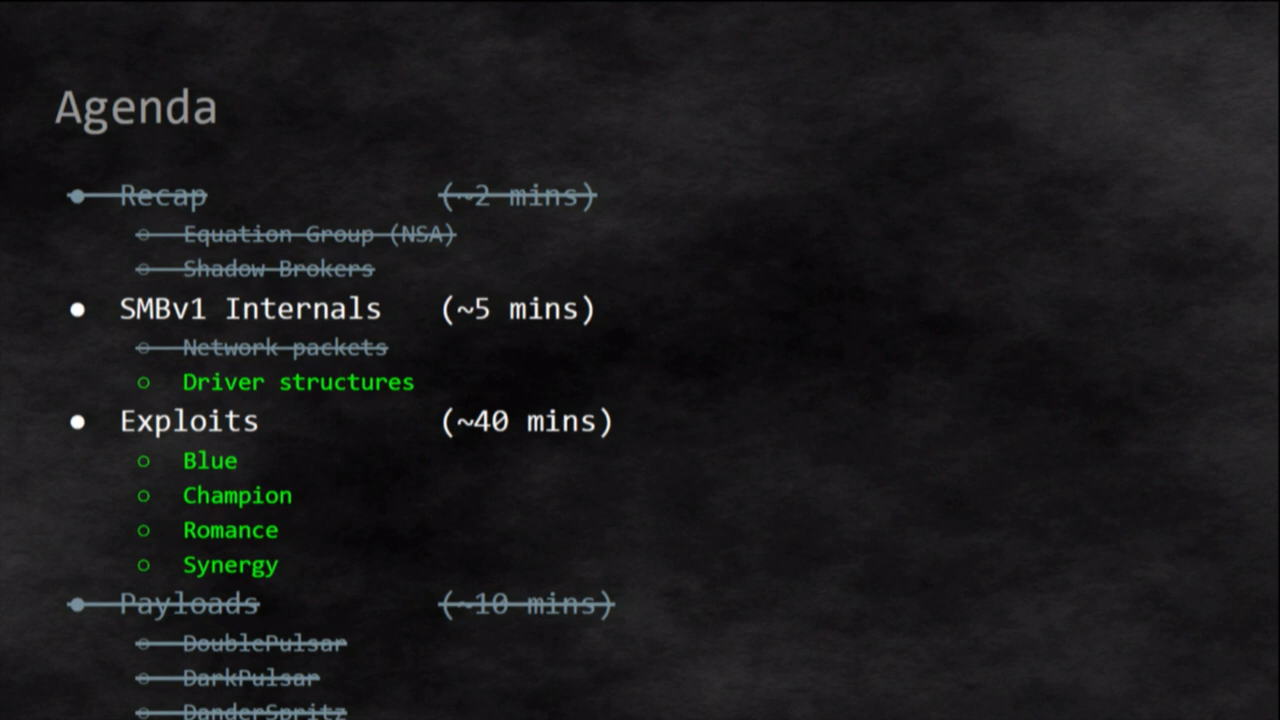 Agenda
● Recap (~2 mins)
○ Equation Group (NSA)
○ Shadow Brokers
● SMBv1 Internals (~5 mins)
○ Network packets
○ Driver structures
● Exploits (~40 mins)
○ Blue
○ Champion
○ Romance
○ Synergy
● Payloads (~10 mins)
○ DoublePulsar
○ DarkPulsar
○ DanderSpritz